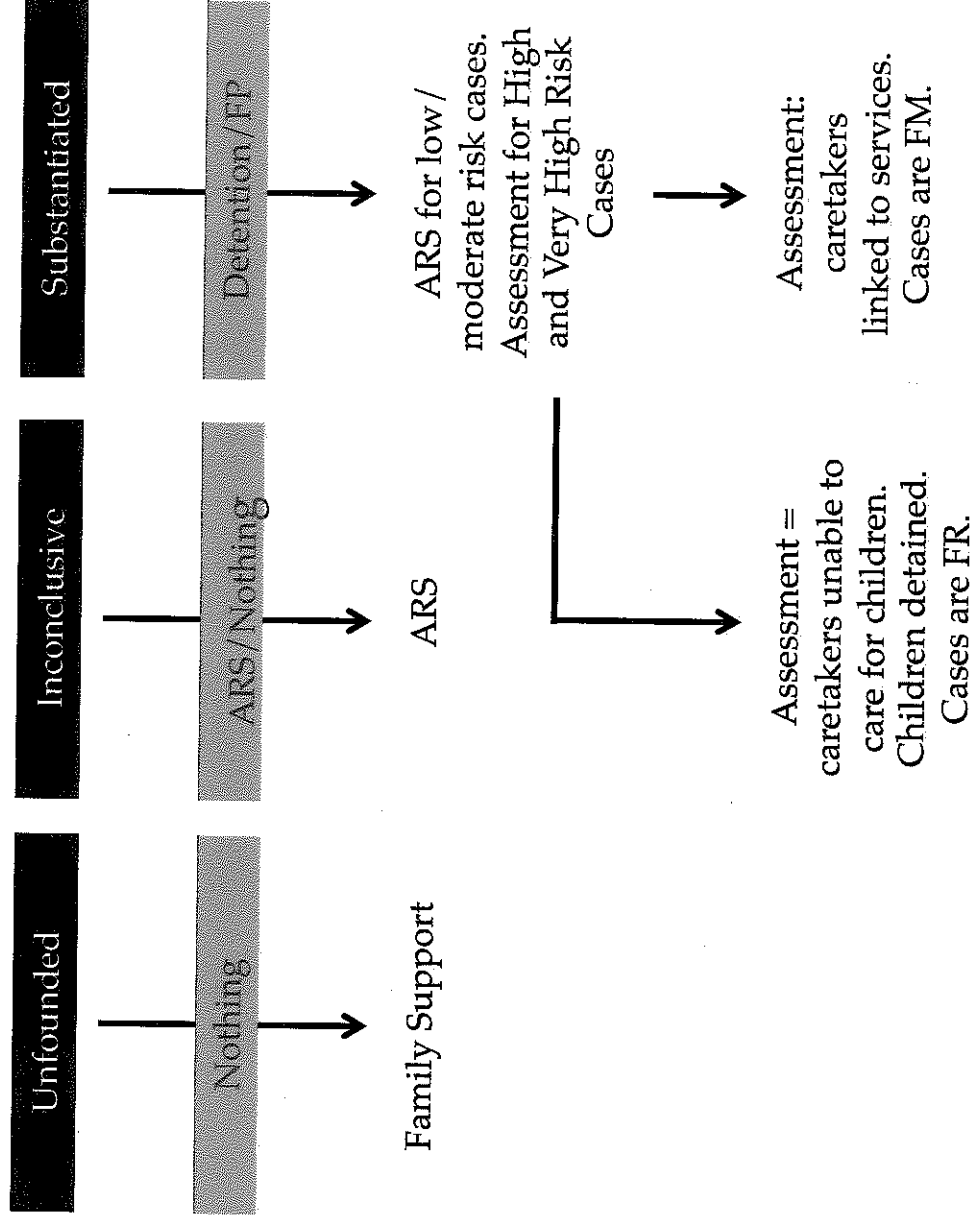 Unfounded
Inconclusive
Substantiated
Nothing
ARS/Nothing
Detention/FP
Family Support
ARS
ARS for low/
moderate risk cases.
Assessment for High
and Very High Risk
Cases
Assessment =
caretakers unable to
care for children.
Children detained.
Cases are FR.
Assessment:
caretakers
linked to services.
Cases are FM.